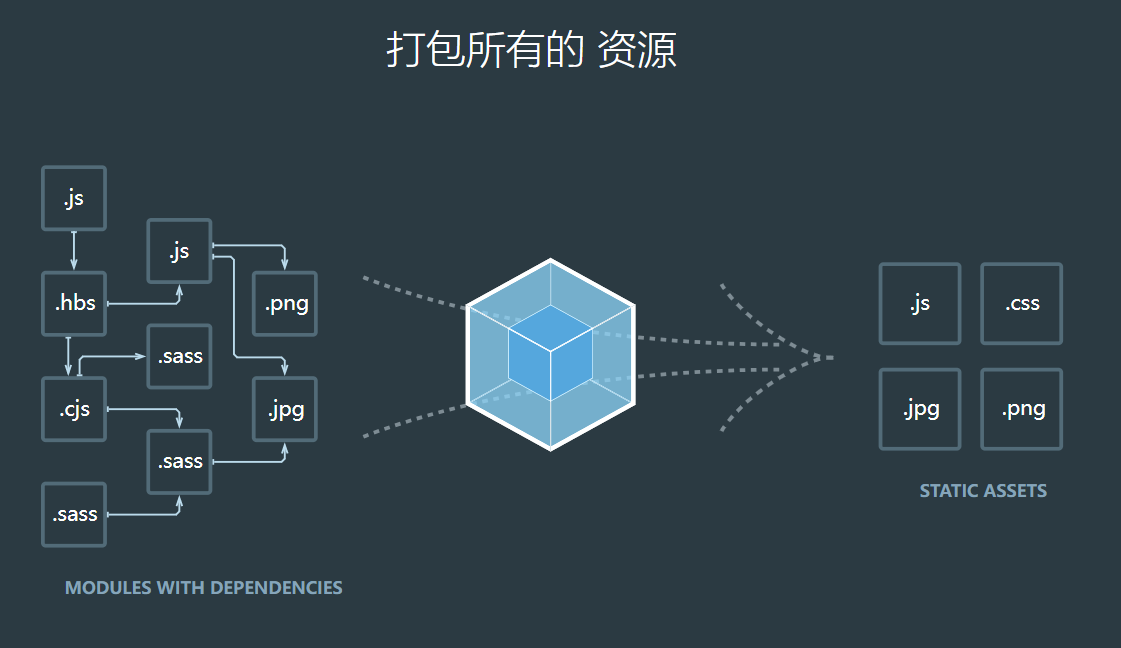 打包所有的 资源
.js
.js
.hbs
.png
.sass
.cjs
.jpg
.sass
.sass
MODULES WITH DEPENDENCIES
.js
.css
.jpg
.png
STATIC ASSETS